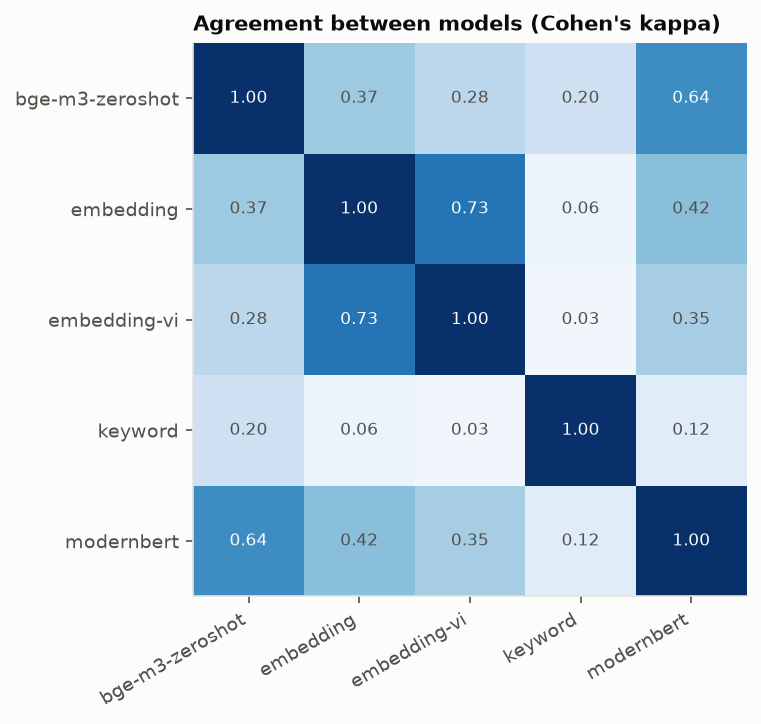 Agreement between models (Cohen's kappa)
bge-m3-zeroshot 1.00 0.37 0.28 0.20 0.64
embedding 0.37 1.00 0.73 0.06 0.42
embedding-vi 0.28 0.73 1.00 0.03 0.35
keyword 0.20 0.06 0.03 1.00 0.12
modernbert 0.64 0.42 0.35 0.12 1.00
bge-m3-zeroshot embedding embedding-vi keyword modernbert